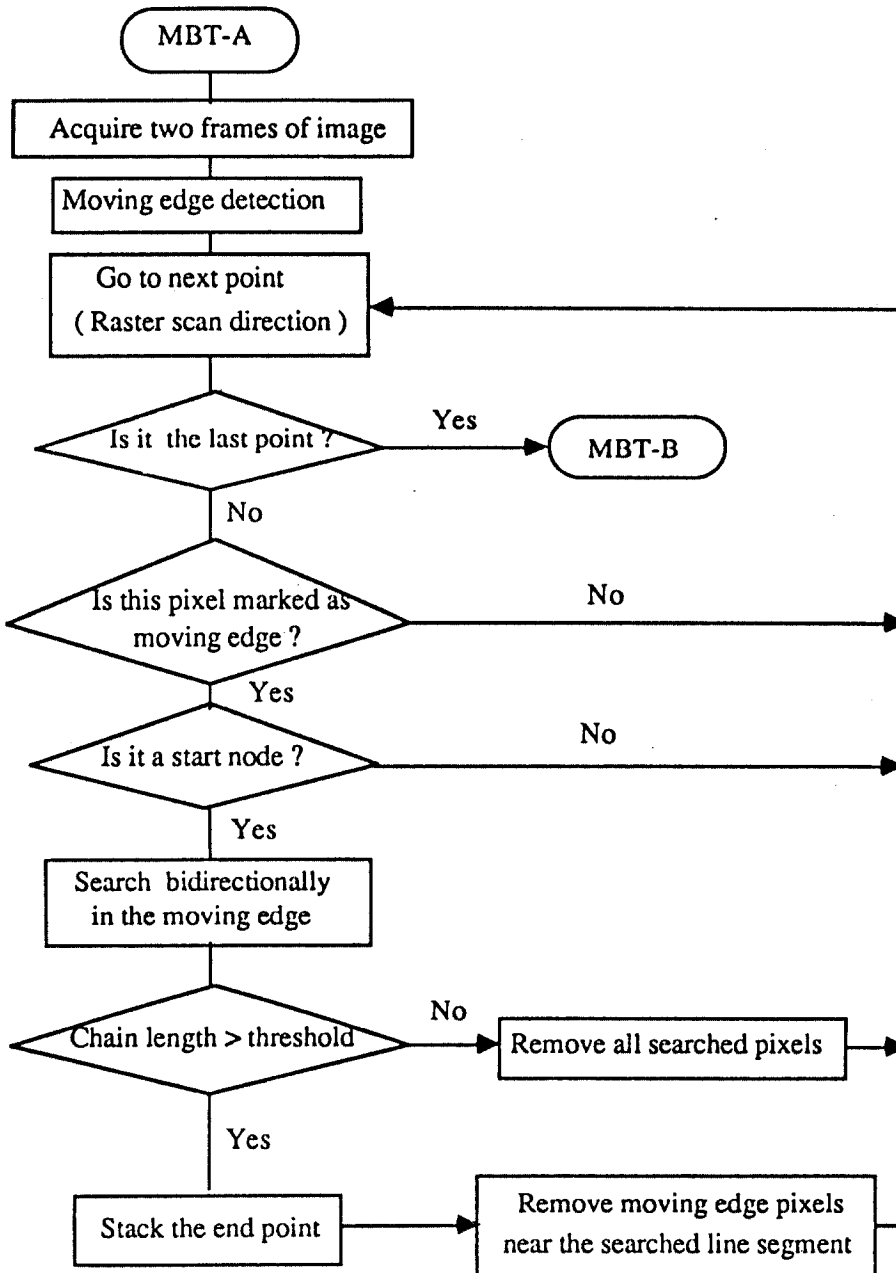 MBT-A
Acquire two frames of image
Moving edge detection
Go to next point
( Raster scan direction )
Is it the last point ?
Yes
MBT-B
No
Is this pixel marked as
moving edge ?
No
Yes
Is it a start node ?
No
Yes
Search bidirectionally
in the moving edge
Chain length > threshold
No
Remove all searched pixels
Yes
Stack the end point
Remove moving edge pixels
near the searched line segment